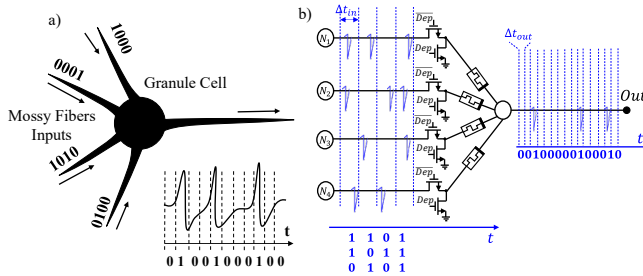 a)
1000
0001
Mossy Fibers
Inputs
1010
0100
Granule Cell
t
0 1 0 0 1 0 0 0 1 0 0
b)
Δt_in
N1
N2
N3
N4
Dep
Dep
Dep
Dep
Dep
Dep
Dep
Dep
Δt_out
Out
t
0010000010010
t
1 1 0 1
1 0 1 1
0 1 0 1